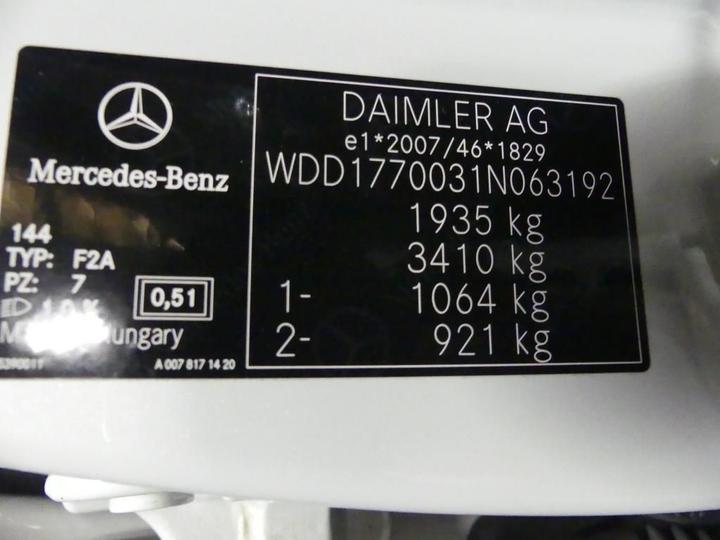 Mercedes-Benz
144
TYP: F2A
PZ: 7
0,51
A 007 817 14 20
DAIMLER AG
e1*2007/46*1829
WDD1770031N063192
1935 kg
3410 kg
1- 1064 kg
2- 921 kg